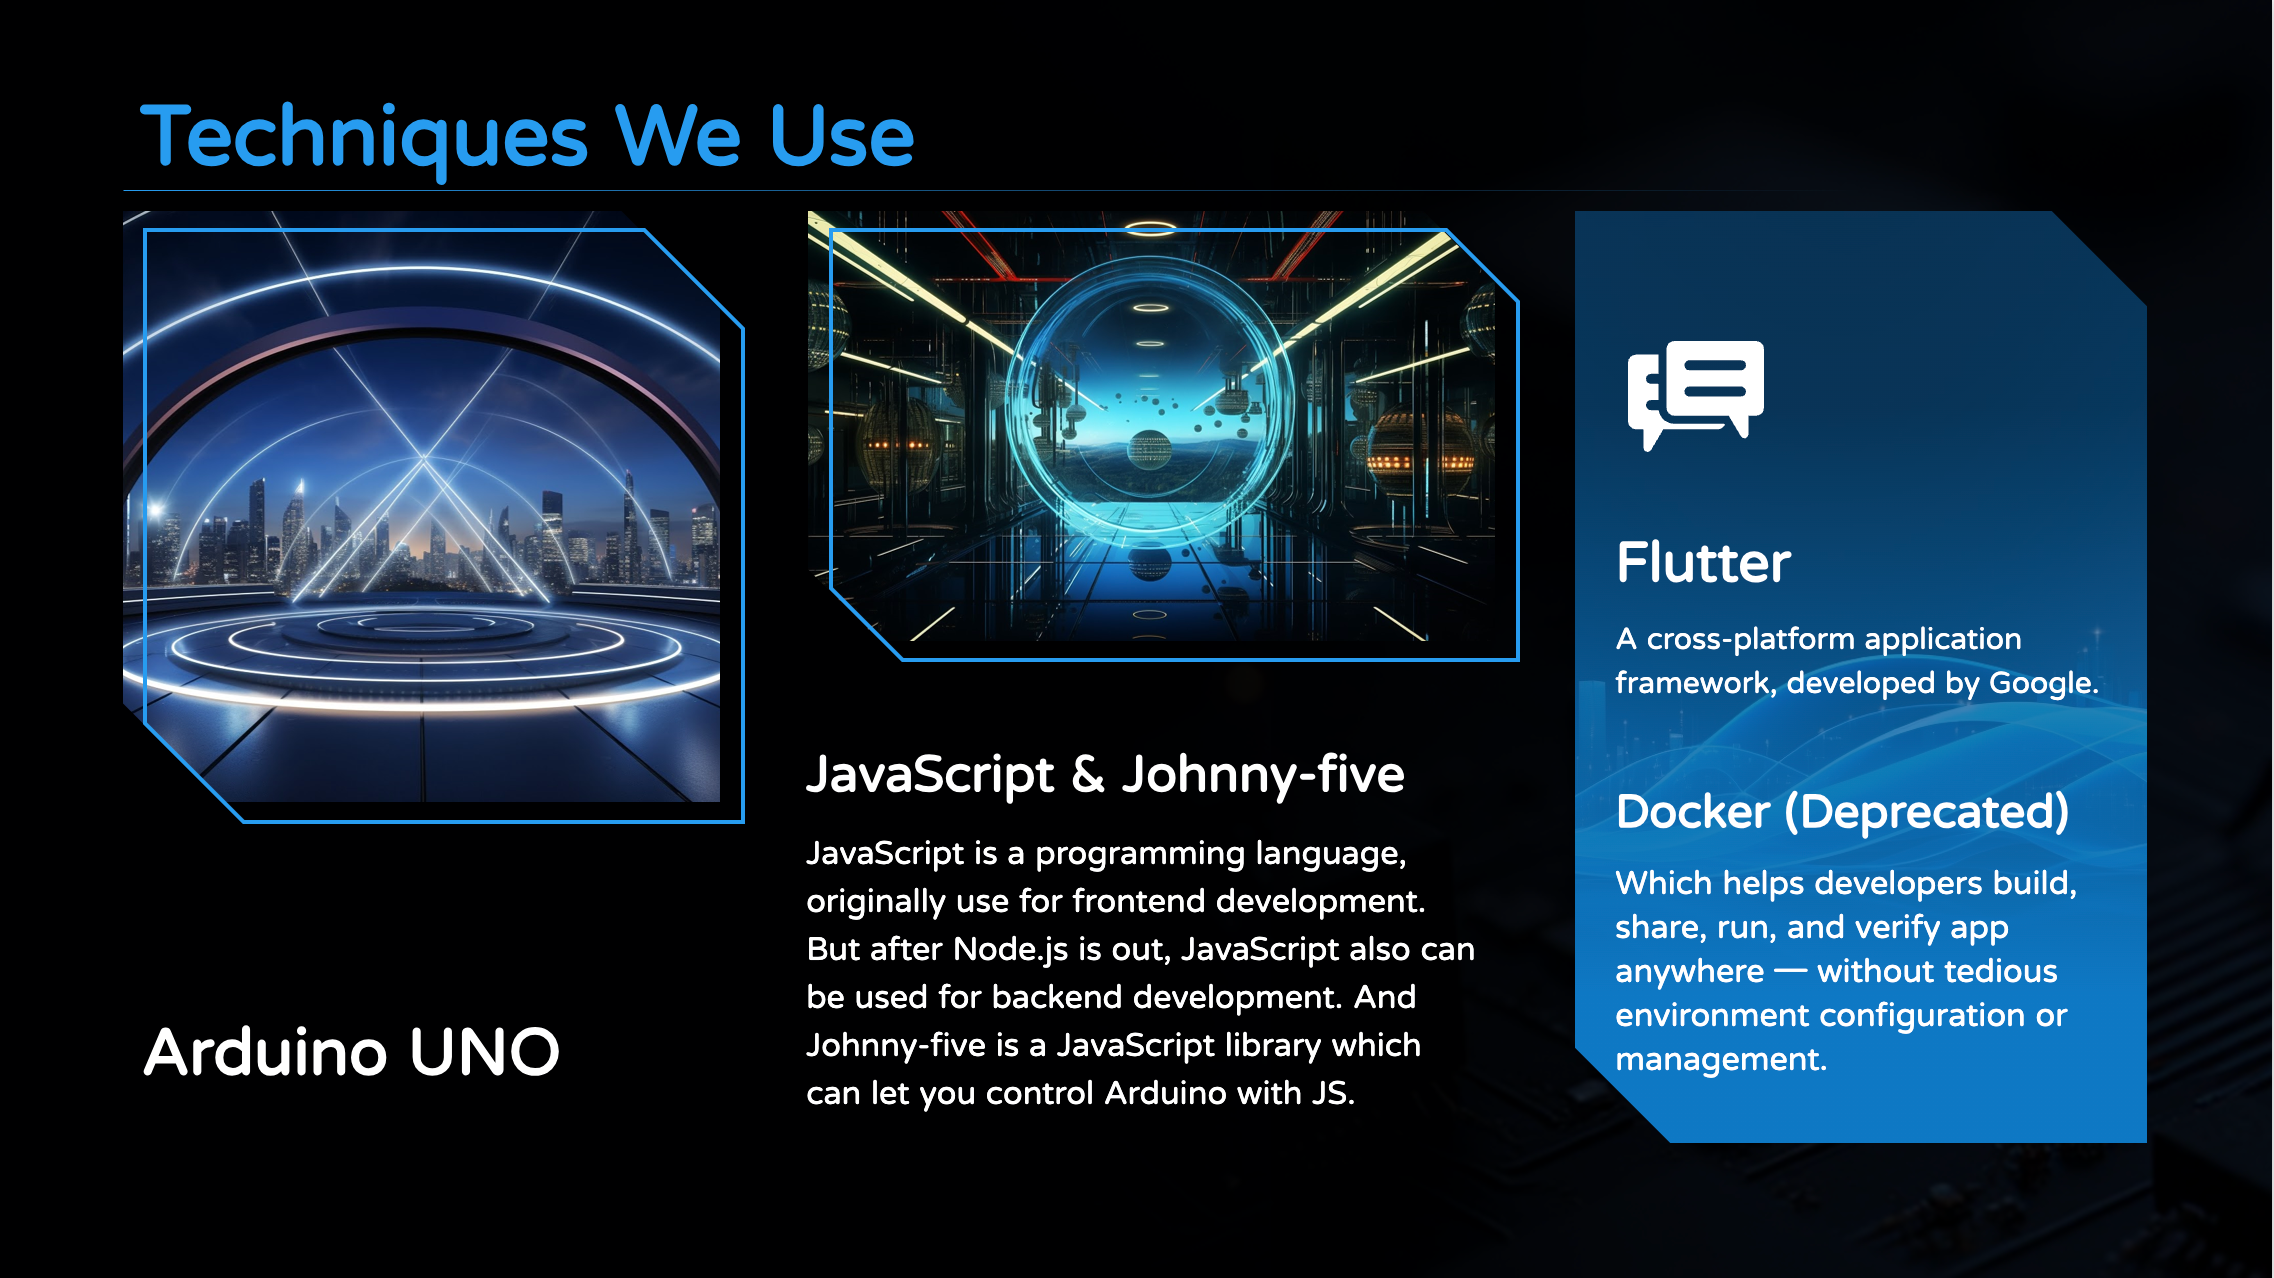 Techniques We Use
Arduino UNO
JavaScript & Johnny-five
JavaScript is a programming language,
originally use for frontend development.
But after Node.js is out, JavaScript also can
be used for backend development. And
Johnny-five is a JavaScript library which
can let you control Arduino with JS.
Flutter
A cross-platform application
framework, developed by Google.
Docker (Deprecated)
Which helps developers build,
share, run, and verify app
anywhere — without tedious
environment configuration or
management.